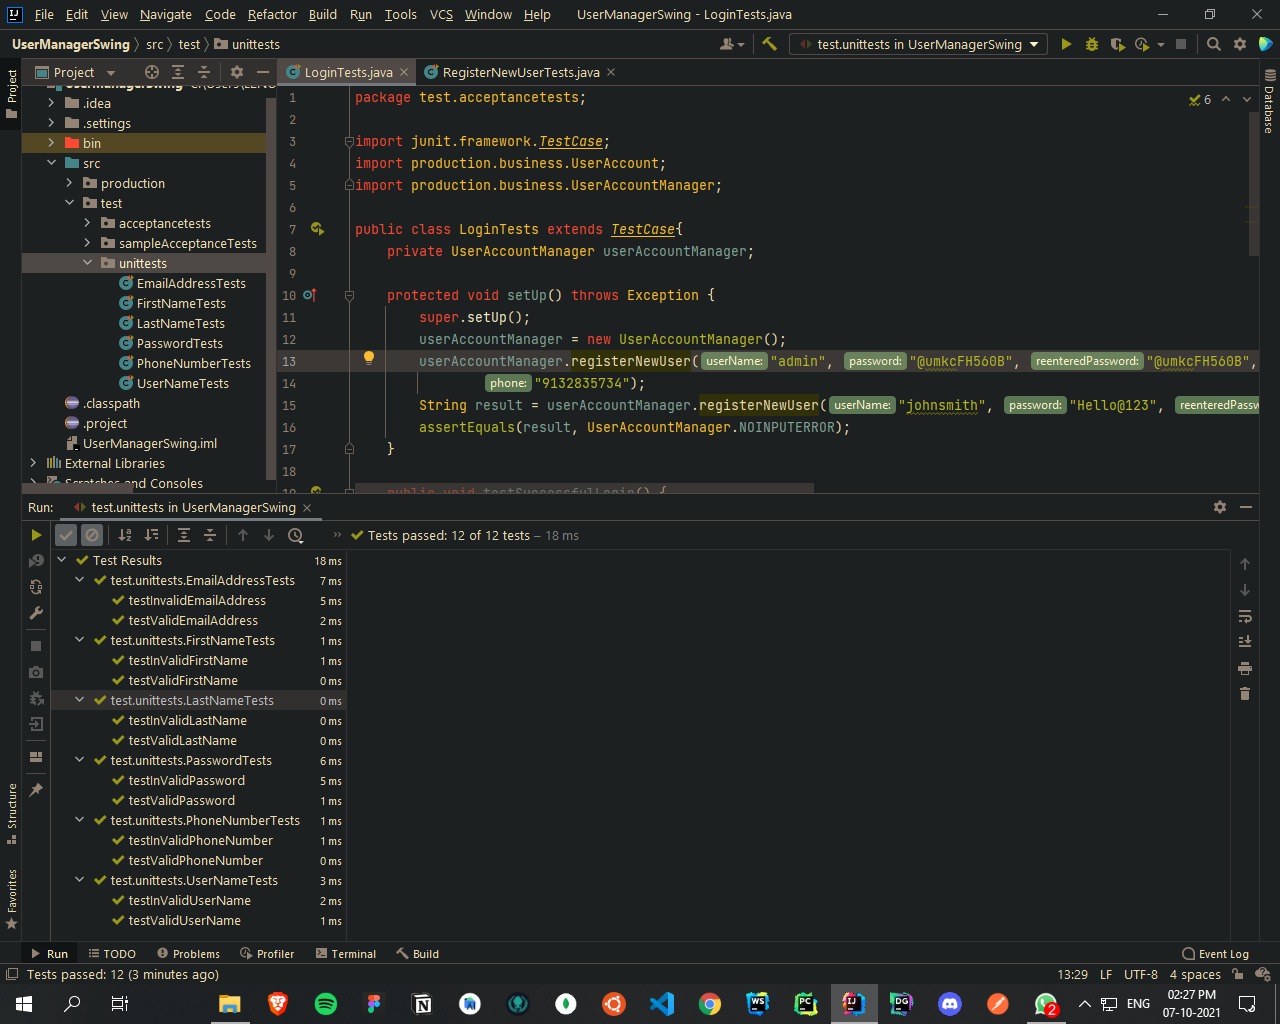 File Edit View Navigate Code Refactor Build Run Tools VCS Window Help UserManagerSwing - LoginTests.java
UserManagerSwing src test unittests
test.unittests in UserManagerSwing
Project
LoginTests.java
RegisterNewUserTests.java
Project
Structure
Favorites
Database
UserManagerSwing
.idea
.settings
bin
src
production
test
acceptancetests
sampleAcceptanceTests
unittests
EmailAddressTests
FirstNameTests
LastNameTests
PasswordTests
PhoneNumberTests
UserNameTests
.classpath
.project
UserManagerSwing.iml
External Libraries
Scratches and Consoles
6
1 package test.acceptancetests;
2
3 import junit.framework.TestCase;
4 import production.business.UserAccount;
5 import production.business.UserAccountManager;
6
7 public class LoginTests extends TestCase{
8 private UserAccountManager userAccountManager;
9
10 protected void setUp() throws Exception {
11 super.setUp();
12 userAccountManager = new UserAccountManager();
13 userAccountManager.registerNewUser( userName: "admin", password: "@umkcFH560B", reenteredPassword: "@umkcFH560B",
14 phone: "9132835734");
15 String result = userAccountManager.registerNewUser( userName: "johnsmith", password: "Hello@123", reenteredPassw
16 assertEquals(result, UserAccountManager.NOINPUTERROR);
17 }
18
19 public void testSuccessfulLogin() {
Run: test.unittests in UserManagerSwing
Tests passed: 12 of 12 tests – 18 ms
Test Results 18 ms
test.unittests.EmailAddressTests 7 ms
testInvalidEmailAddress 5 ms
testValidEmailAddress 2 ms
test.unittests.FirstNameTests 1 ms
testInValidFirstName 1 ms
testValidFirstName 0 ms
test.unittests.LastNameTests 0 ms
testInValidLastName 0 ms
testValidLastName 0 ms
test.unittests.PasswordTests 6 ms
testInValidPassword 5 ms
testValidPassword 1 ms
test.unittests.PhoneNumberTests 1 ms
testInValidPhoneNumber 1 ms
testValidPhoneNumber 0 ms
test.unittests.UserNameTests 3 ms
testInValidUserName 2 ms
testValidUserName 1 ms
Run TODO Problems Profiler Terminal Build Event Log
Tests passed: 12 (3 minutes ago) 13:29 LF UTF-8 4 spaces
ENG
02:27 PM
07-10-2021
2